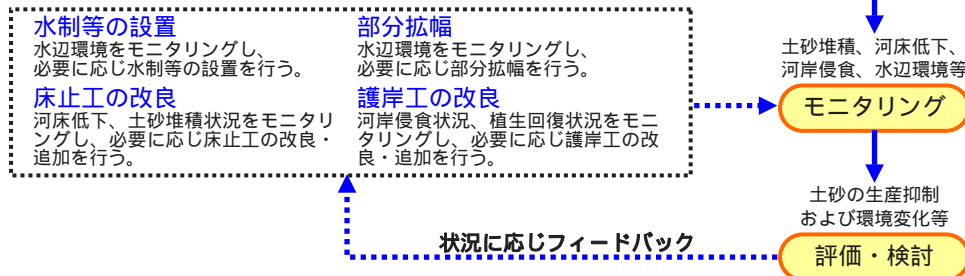 水制等の設置
水辺環境をモニタリングし、
必要に応じ水制等の設置を行う。
部分拡幅
水辺環境をモニタリングし、
必要に応じ部分拡幅を行う。
床止工の改良
河床低下、土砂堆積状況をモニタリ
ングし、必要に応じ床止工の改良・
追加を行う。
護岸工の改良
河岸侵食状況、植生回復状況をモニ
タリングし、必要に応じ護岸工の改
良・追加を行う。
土砂堆積、河床低下、
河岸侵食、水辺環境等
モニタリング
土砂の生産抑制
および環境変化等
評価・検討
状況に応じフィードバック